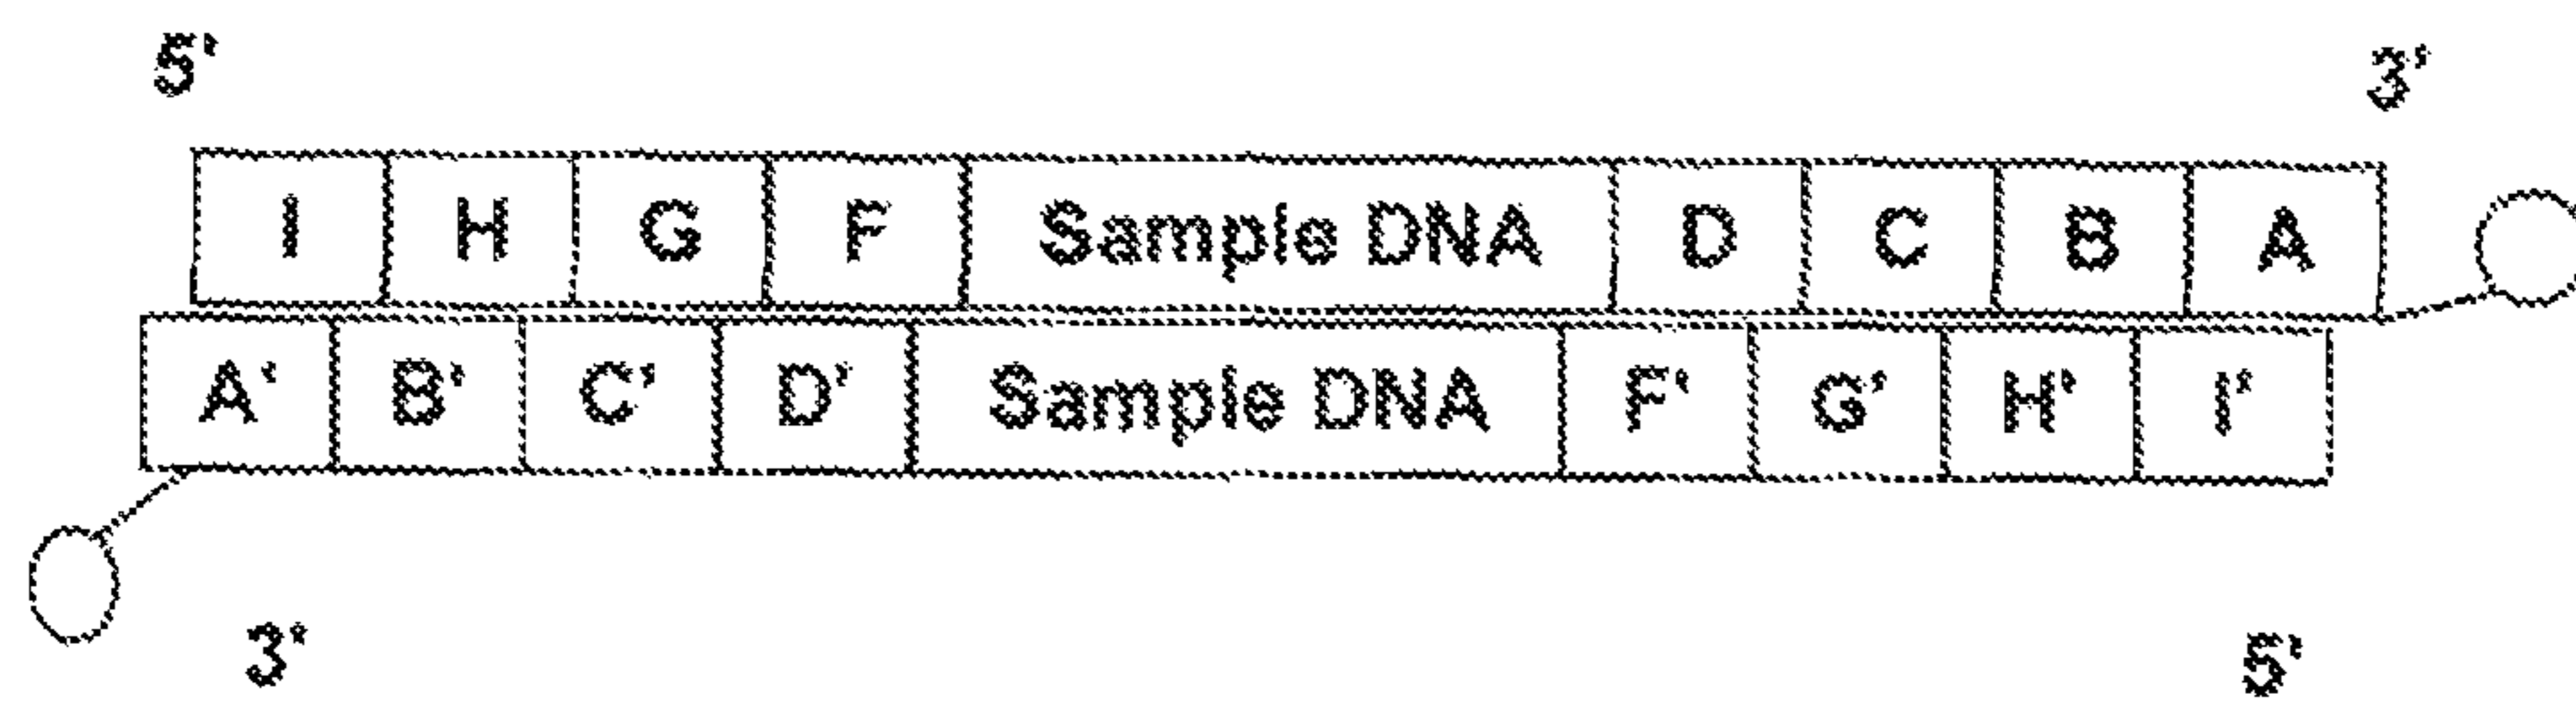 5' 3'
I H G F Sample DNA D C B A
A' B' C' D' Sample DNA F' G' H' I'
3' 5'